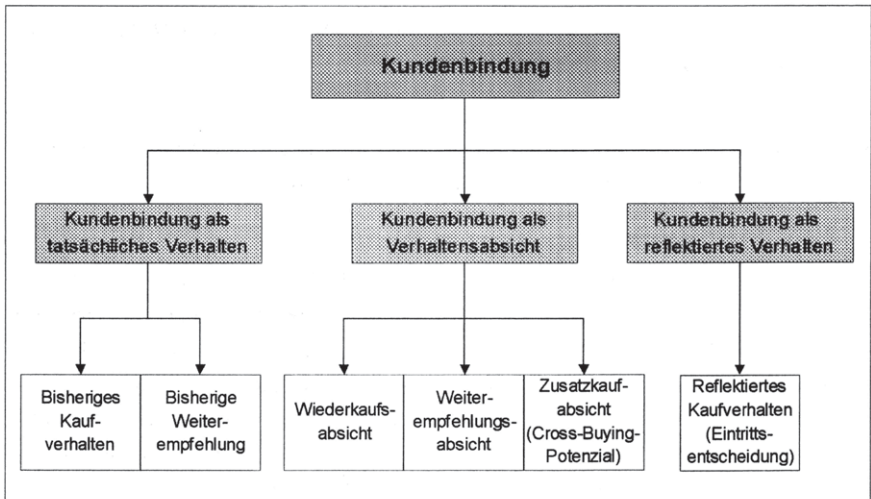 Kundenbindung
Kundenbindung als
tatsächliches Verhalten
Kundenbindung als
Verhaltensabsicht
Kundenbindung als
reflektiertes Verhalten
Bisheriges
Kauf-
verhalten
Bisherige
Weiter-
empfehlung
Wiederkaufs-
absicht
Weiter-
empfehlungs-
absicht
Zusatzkauf-
absicht
(Cross-Buying-
Potenzial)
Reflektiertes
Kaufverhalten
(Eintritts-
entscheidung)